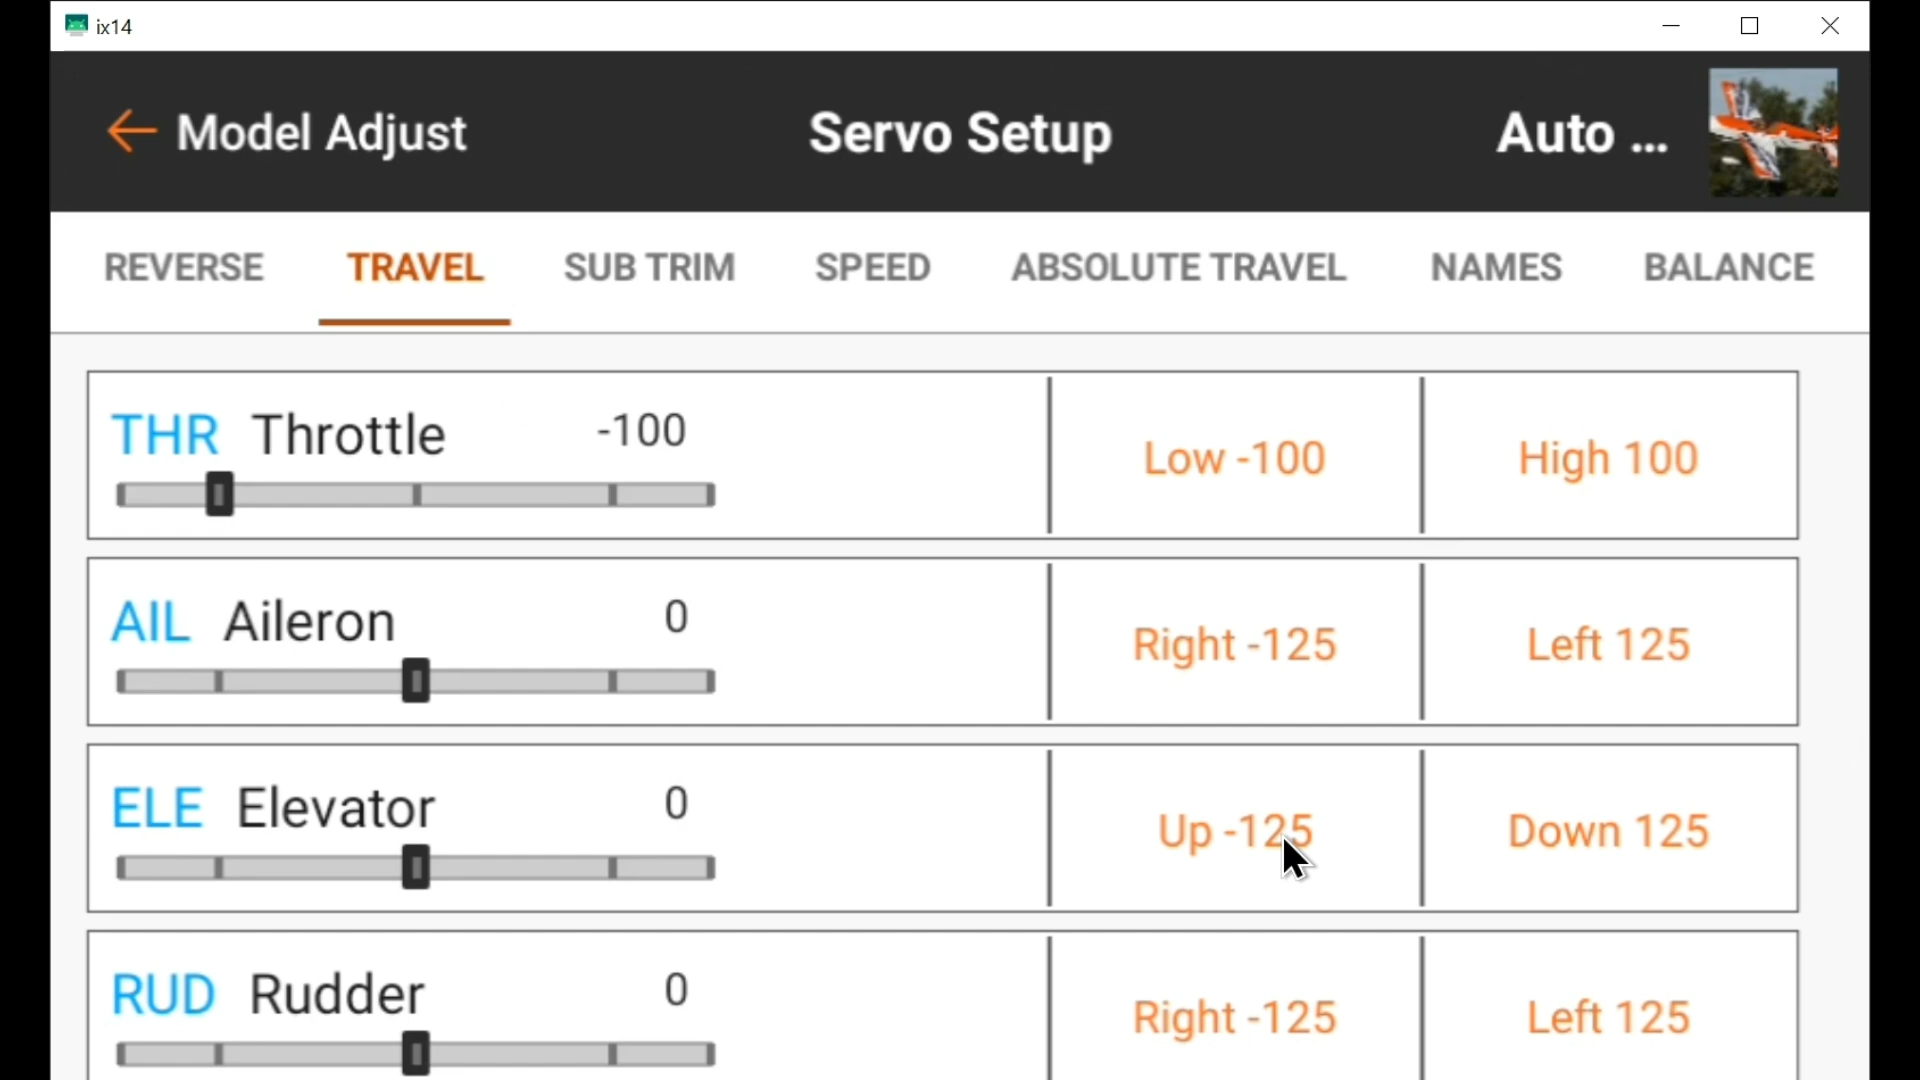 ix14
Model Adjust
Servo Setup
Auto ...
REVERSE TRAVEL SUB TRIM SPEED ABSOLUTE TRAVEL NAMES BALANCE
THR Throttle -100
Low -100
High 100
AIL Aileron 0
Right -125
Left 125
ELE Elevator 0
Up -125
Down 125
RUD Rudder 0
Right -125
Left 125